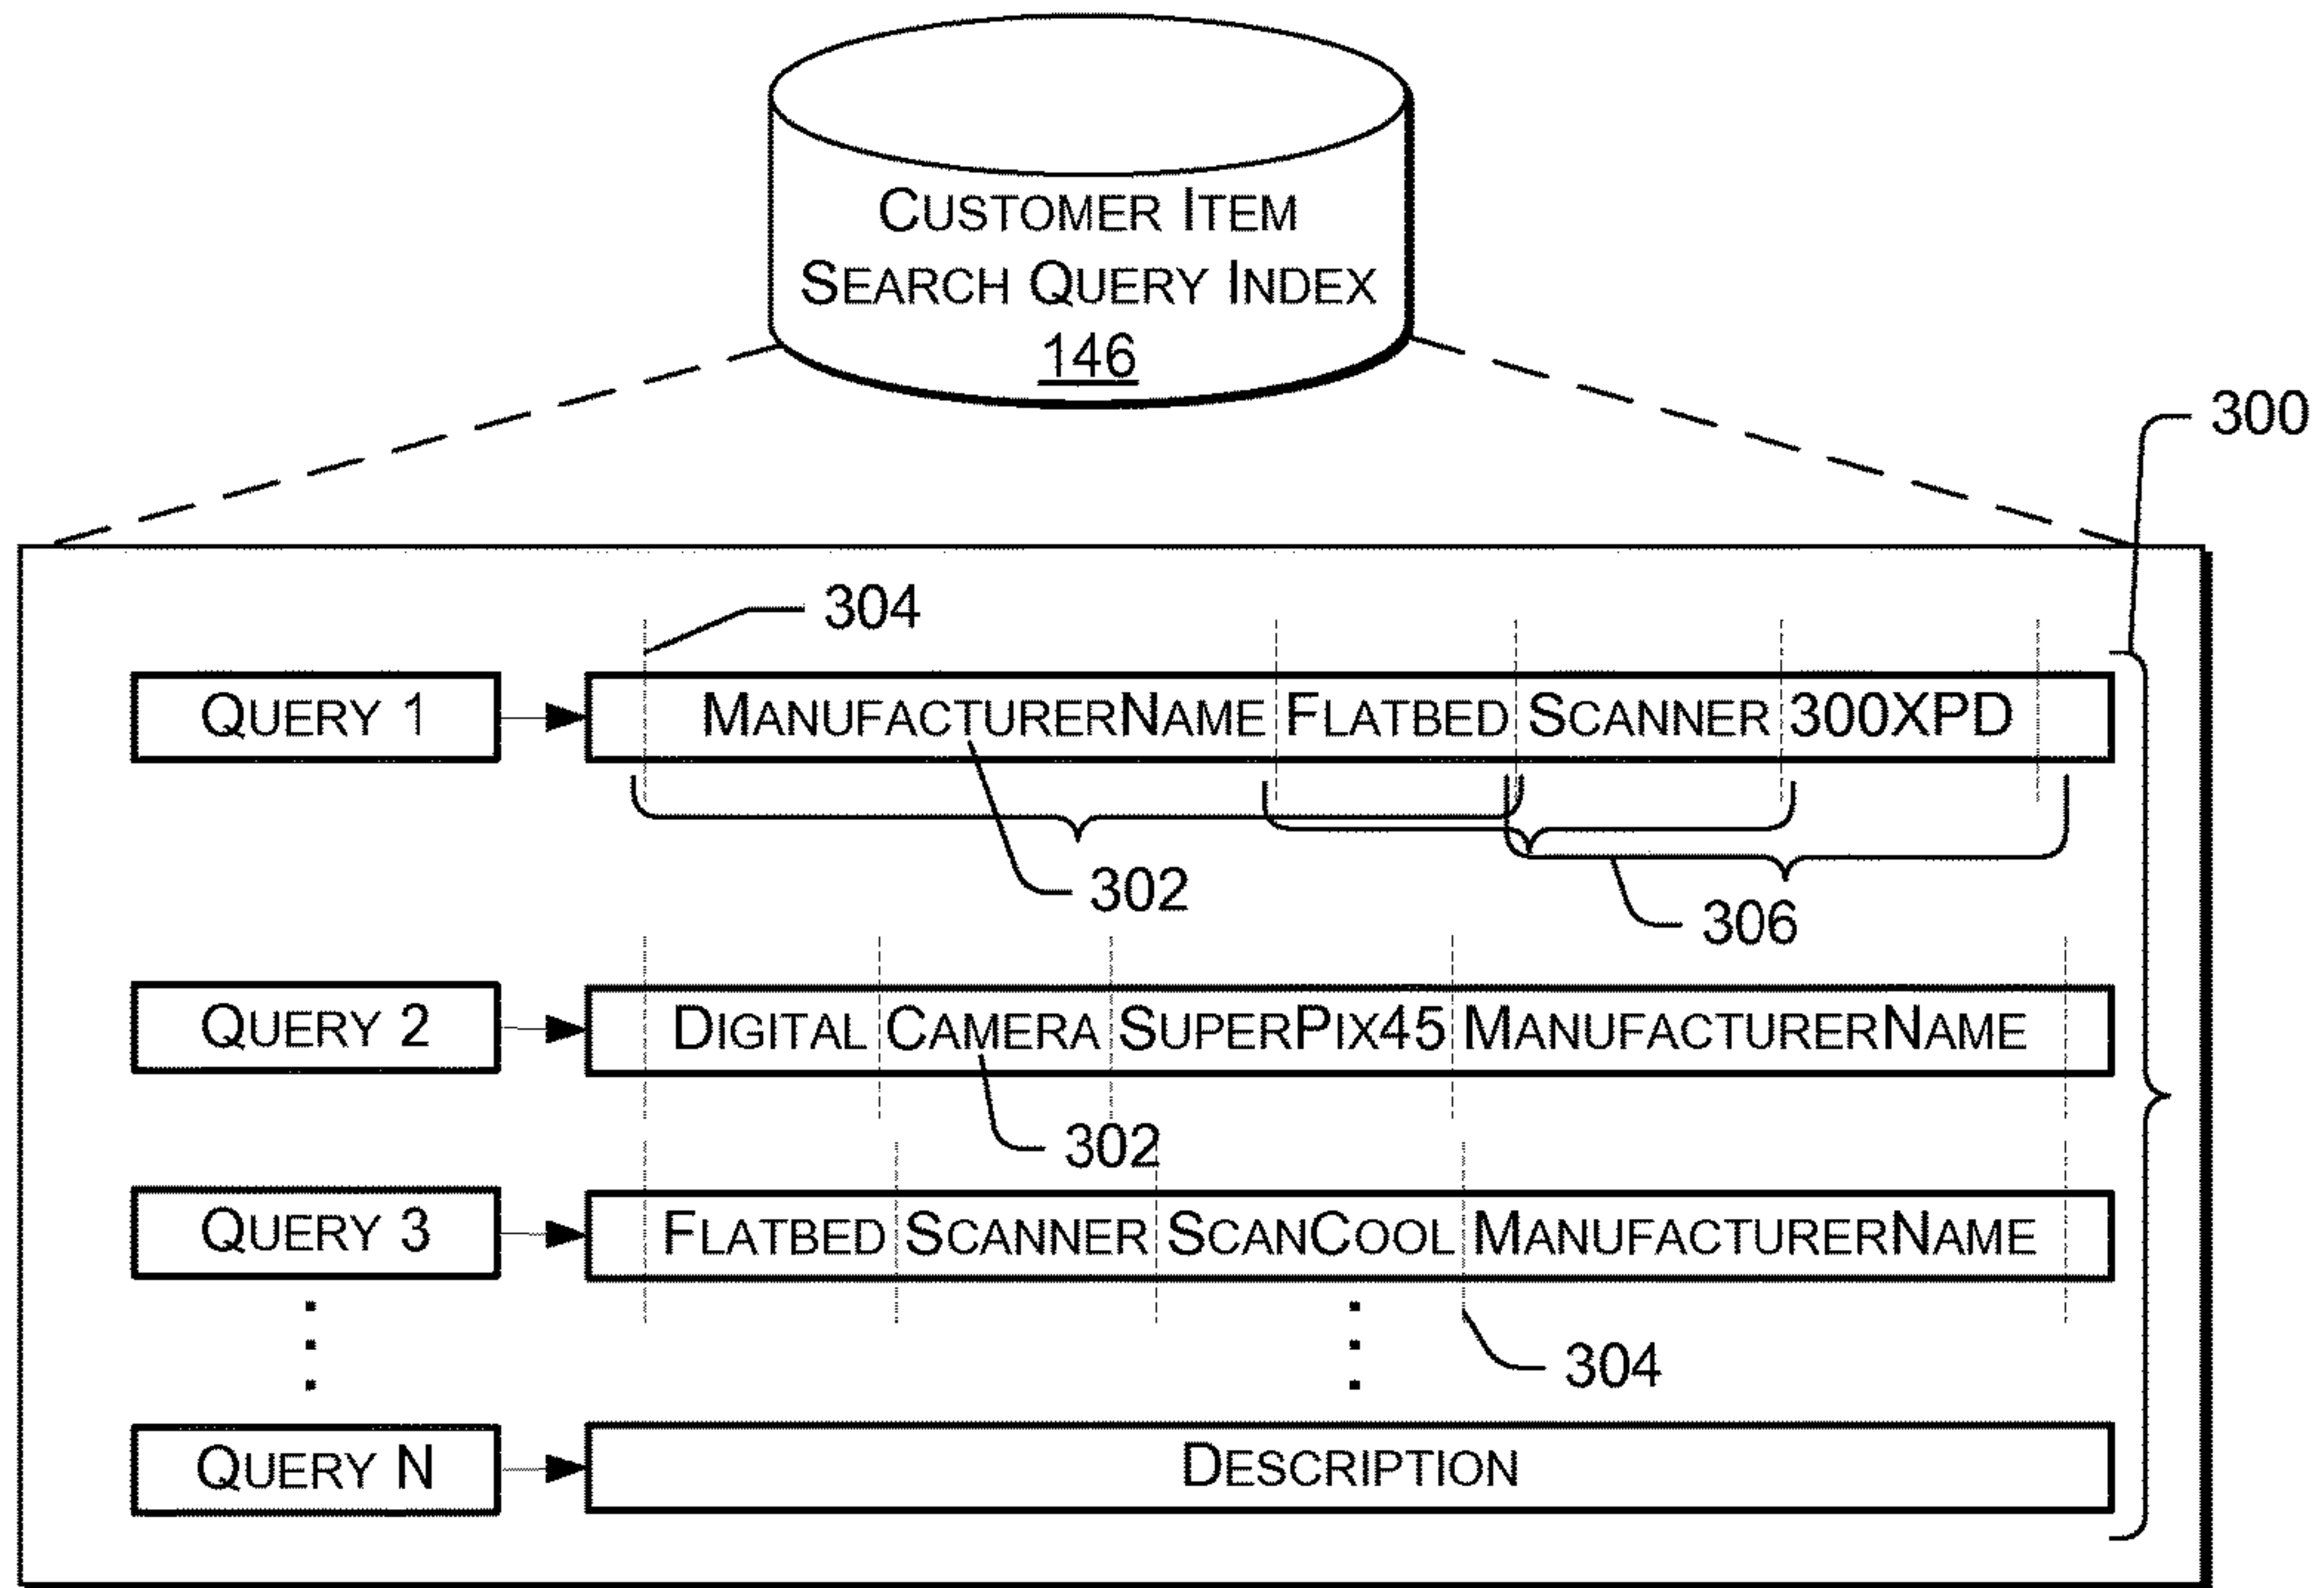 CUSTOMER ITEM
SEARCH QUERY INDEX
146
300
304
QUERY 1 MANUFACTURERNAME FLATBED SCANNER 300XPD
302
306
QUERY 2 DIGITAL CAMERA SUPERPIX45 MANUFACTURERNAME
302
QUERY 3 FLATBED SCANNER SCANCOOL MANUFACTURERNAME
304
QUERY N DESCRIPTION